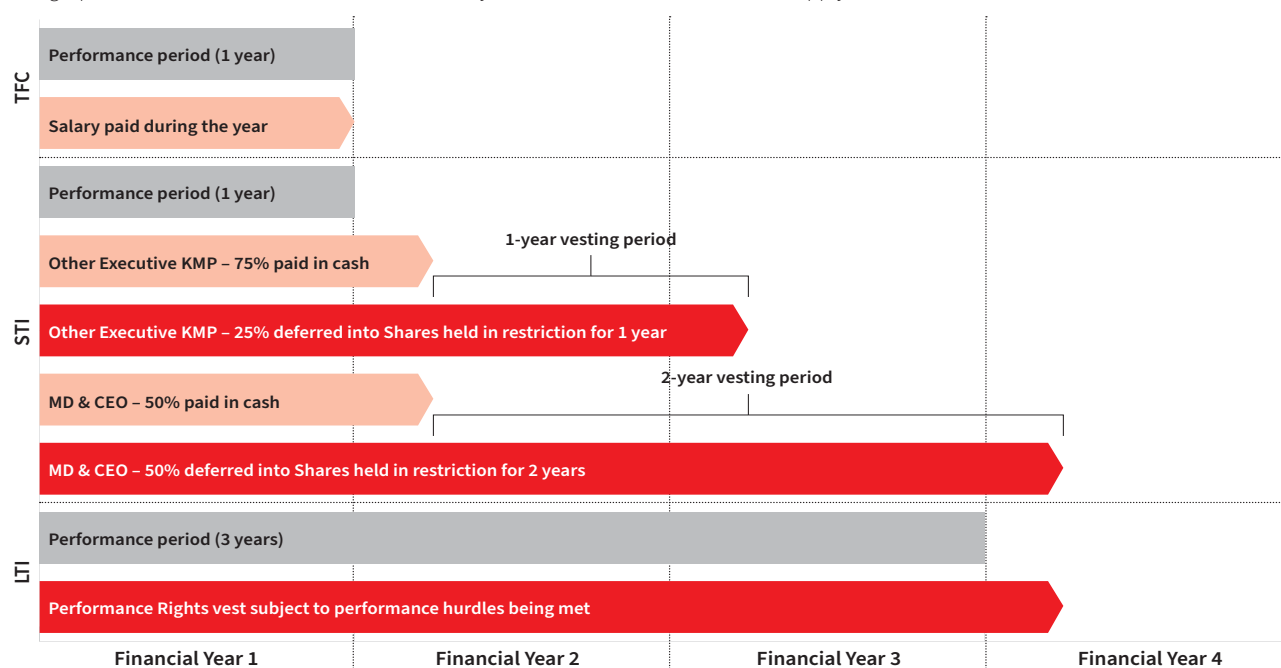 TFC
Performance period (1 year)
Salary paid during the year
STI
Performance period (1 year)
Other Executive KMP – 75% paid in cash
1-year vesting period
Other Executive KMP – 25% deferred into Shares held in restriction for 1 year
MD & CEO – 50% paid in cash
2-year vesting period
MD & CEO – 50% deferred into Shares held in restriction for 2 years
LTI
Performance period (3 years)
Performance Rights vest subject to performance hurdles being met
Financial Year 1
Financial Year 2
Financial Year 3
Financial Year 4